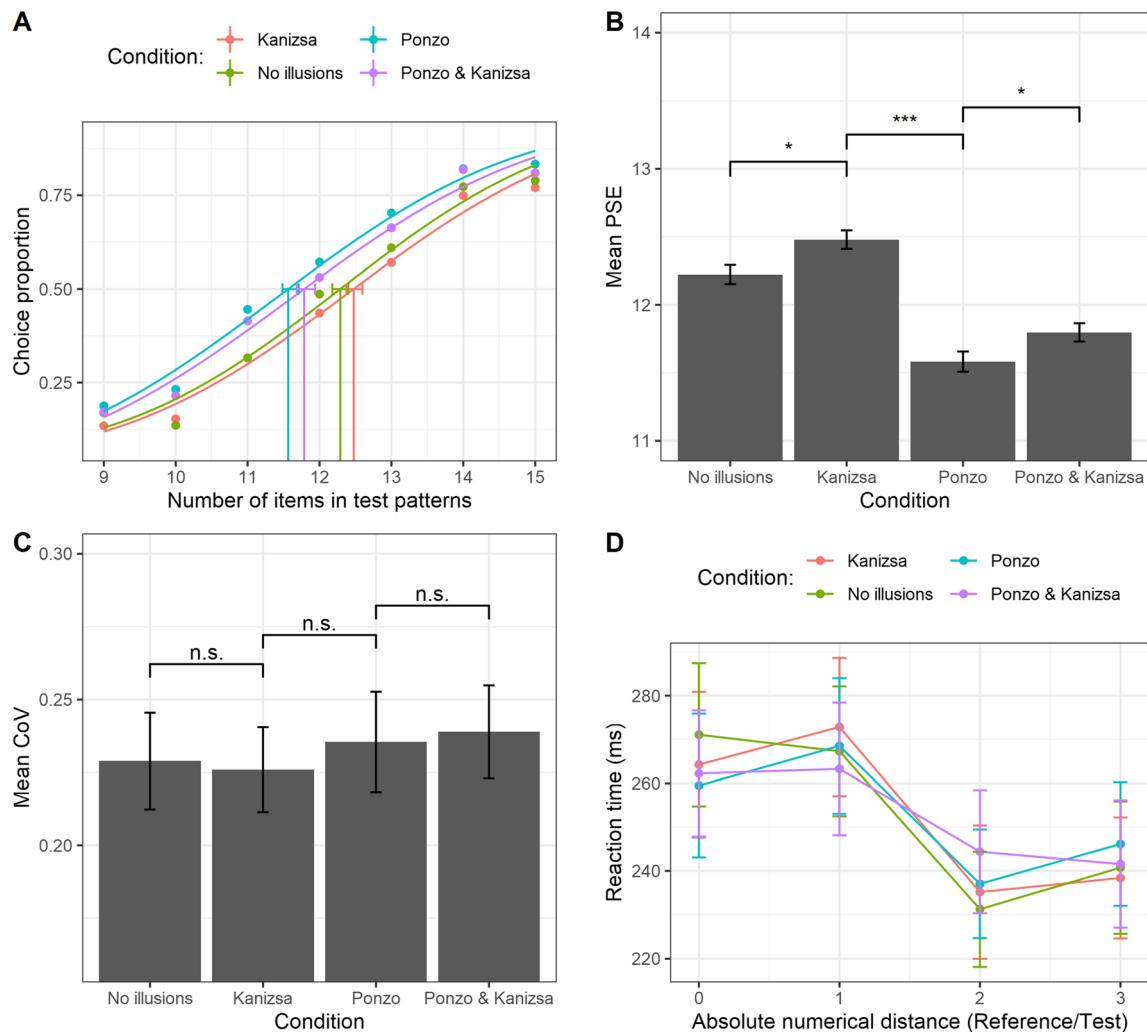 A
Condition:
Kanizsa
Ponzo
No illusions
Ponzo & Kanizsa
Choice proportion
0.75
0.50
0.25
9 10 11 12 13 14 15
Number of items in test patterns
B
Mean PSE
14
13
12
11
*
***
*
No illusions Kanizsa Ponzo Ponzo & Kanizsa
Condition
C
Mean CoV
0.30
0.25
0.20
n.s.
n.s.
n.s.
No illusions Kanizsa Ponzo Ponzo & Kanizsa
Condition
D
Condition:
Kanizsa
Ponzo
No illusions
Ponzo & Kanizsa
Reaction time (ms)
280
260
240
220
0 1 2 3
Absolute numerical distance (Reference/Test)